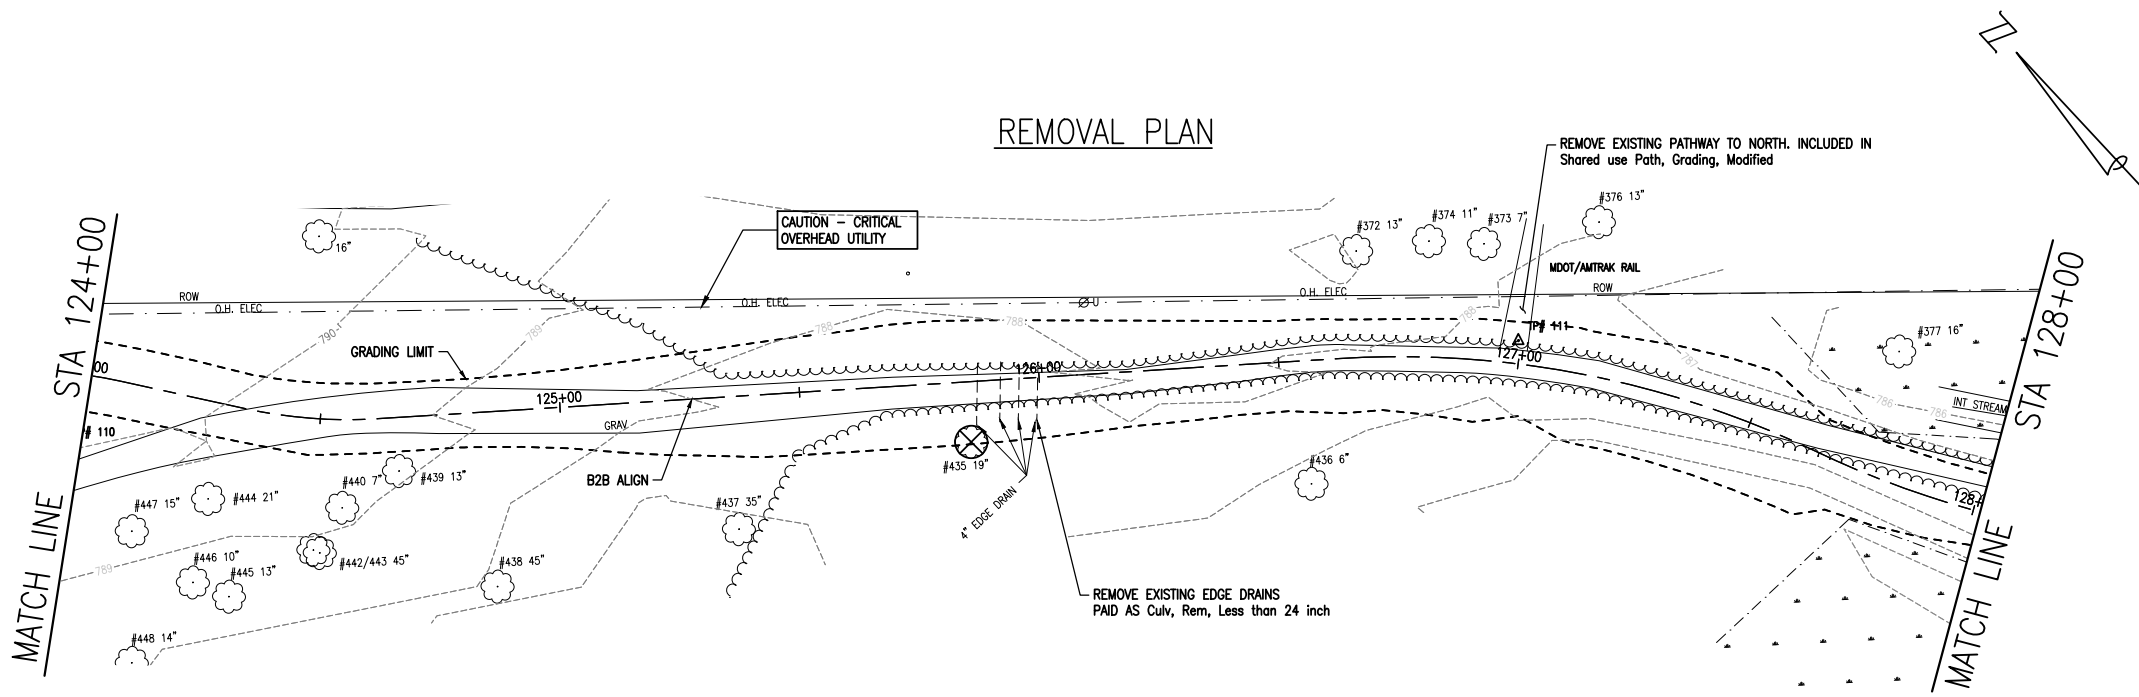 REMOVAL PLAN
REMOVE EXISTING PATHWAY TO NORTH. INCLUDED IN
Shared use Path, Grading, Modified
#376 13"
#374 11"
#373 7"
#372 13"
CAUTION – CRITICAL
OVERHEAD UTILITY
16"
STA 124+00
STA 128+00
MDOT/AMTRAK RAIL
ROW
ROW
O.H. ELEC
O.H. ELEC
O.H. ELEC
U
790
789
788
788
788
787
786
786
TP# 111
#377 16"
GRADING LIMIT
127+00
126+00
125+00
00
INT STREAM
GRAV
# 110
B2B ALIGN
#435 19"
#436 6"
#437 35"
#438 45"
#439 13"
#440 7"
#444 21"
#447 15"
#442/443 45"
#446 10"
#445 13"
#448 14"
789
4" EDGE DRAIN
128+
REMOVE EXISTING EDGE DRAINS
PAID AS Culv, Rem, Less than 24 inch
MATCH LINE
MATCH LINE